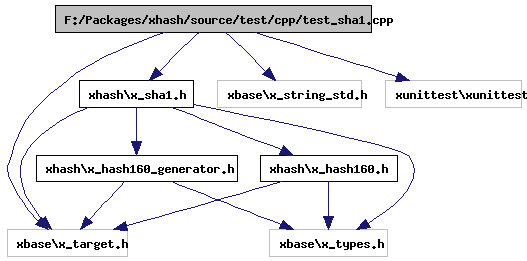 F:/Packages/xhash/source/test/cpp/test_sha1.cpp
xhash\x_sha1.h
xbase\x_string_std.h
xunittest\xunittest
xhash\x_hash160_generator.h
xhash\x_hash160.h
xbase\x_target.h
xbase\x_types.h